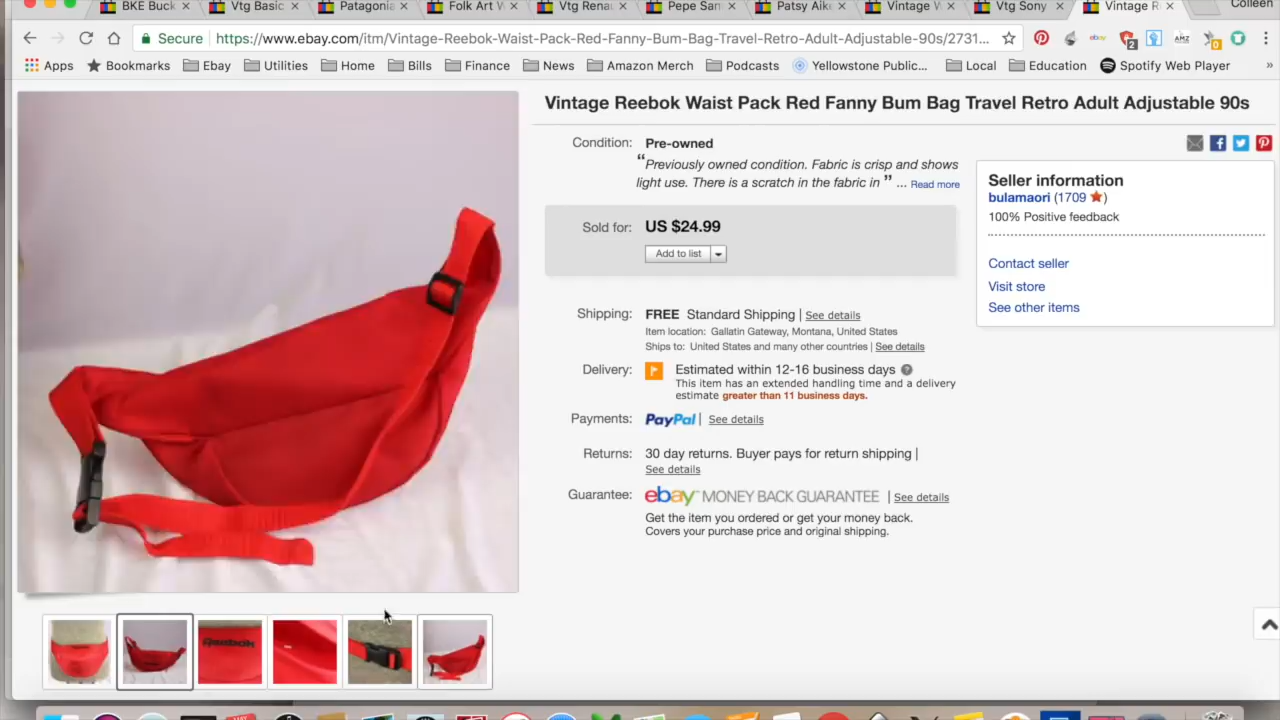 BKE Buck
Vtg Basic
Patagonia
Folk Art W
Vtg Renau
Pepe San
Patsy Aike
Vintage W
Vtg Sony
Vintage R
Colleen
Secure
https://www.ebay.com/itm/Vintage-Reebok-Waist-Pack-Red-Fanny-Bum-Bag-Travel-Retro-Adult-Adjustable-90s/2731...
2
AMZ
0
Apps
Bookmarks
Ebay
Utilities
Home
Bills
Finance
News
Amazon Merch
Podcasts
Yellowstone Public...
Local
Education
Spotify Web Player
»
Vintage Reebok Waist Pack Red Fanny Bum Bag Travel Retro Adult Adjustable 90s
Condition: Pre-owned
“Previously owned condition. Fabric is crisp and shows
light use. There is a scratch in the fabric in ” ... Read more
Sold for: US $24.99
Add to list
Shipping: FREE Standard Shipping | See details
Item location: Gallatin Gateway, Montana, United States
Ships to: United States and many other countries | See details
Delivery: Estimated within 12-16 business days
This item has an extended handling time and a delivery
estimate greater than 11 business days.
Payments: PayPal | See details
Returns: 30 day returns. Buyer pays for return shipping |
See details
Guarantee: ebay MONEY BACK GUARANTEE | See details
Get the item you ordered or get your money back.
Covers your purchase price and original shipping.
Seller information
bulamaori (1709)
100% Positive feedback
Contact seller
Visit store
See other items
Reebok